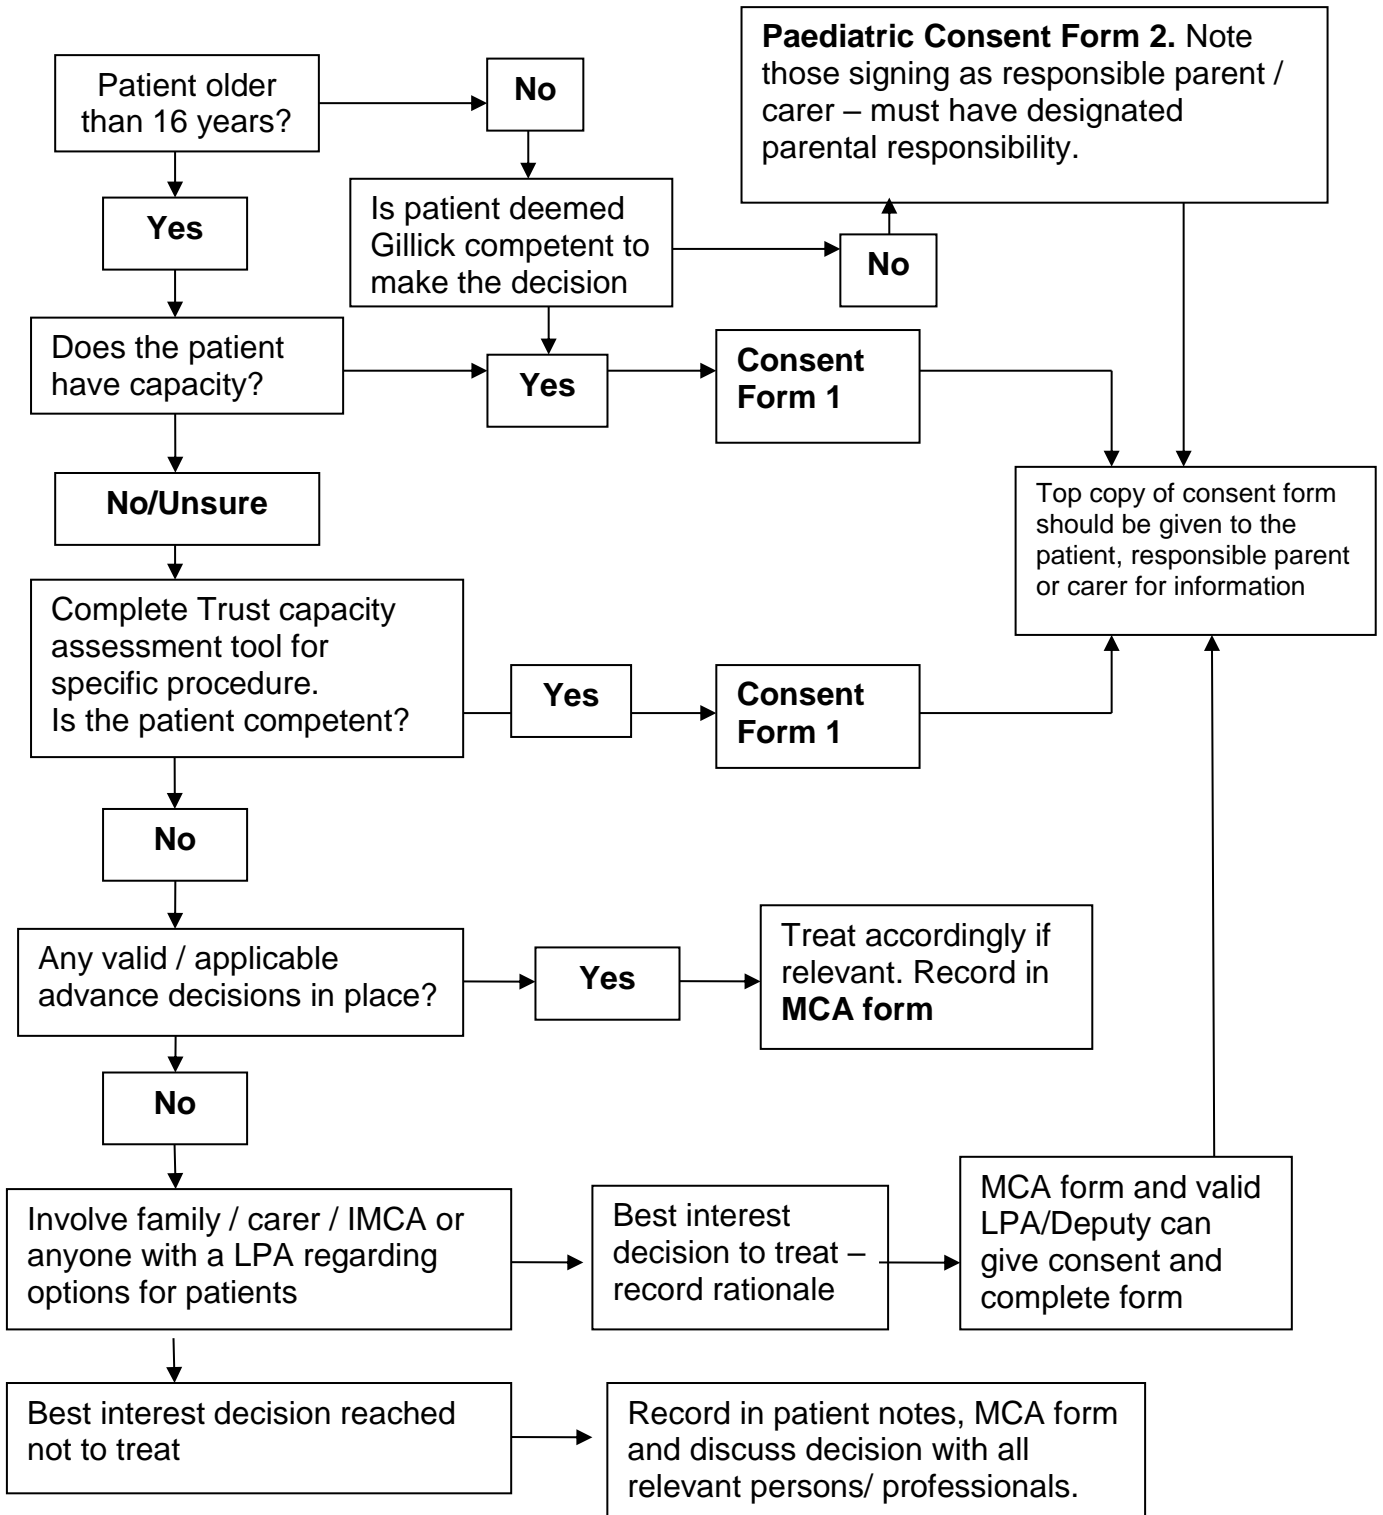 Patient older
than 16 years?
No
Paediatric Consent Form 2. Note
those signing as responsible parent /
carer – must have designated
parental responsibility.
Yes
Is patient deemed
Gillick competent to
make the decision
No
Does the patient
have capacity?
Yes
Consent
Form 1
No/Unsure
Top copy of consent form
should be given to the
patient, responsible parent
or carer for information
Complete Trust capacity
assessment tool for
specific procedure.
Is the patient competent?
Yes
Consent
Form 1
No
Any valid / applicable
advance decisions in place?
Yes
Treat accordingly if
relevant. Record in
MCA form
No
Involve family / carer / IMCA or
anyone with a LPA regarding
options for patients
Best interest
decision to treat –
record rationale
MCA form and valid
LPA/Deputy can
give consent and
complete form
Best interest decision reached
not to treat
Record in patient notes, MCA form
and discuss decision with all
relevant persons/ professionals.